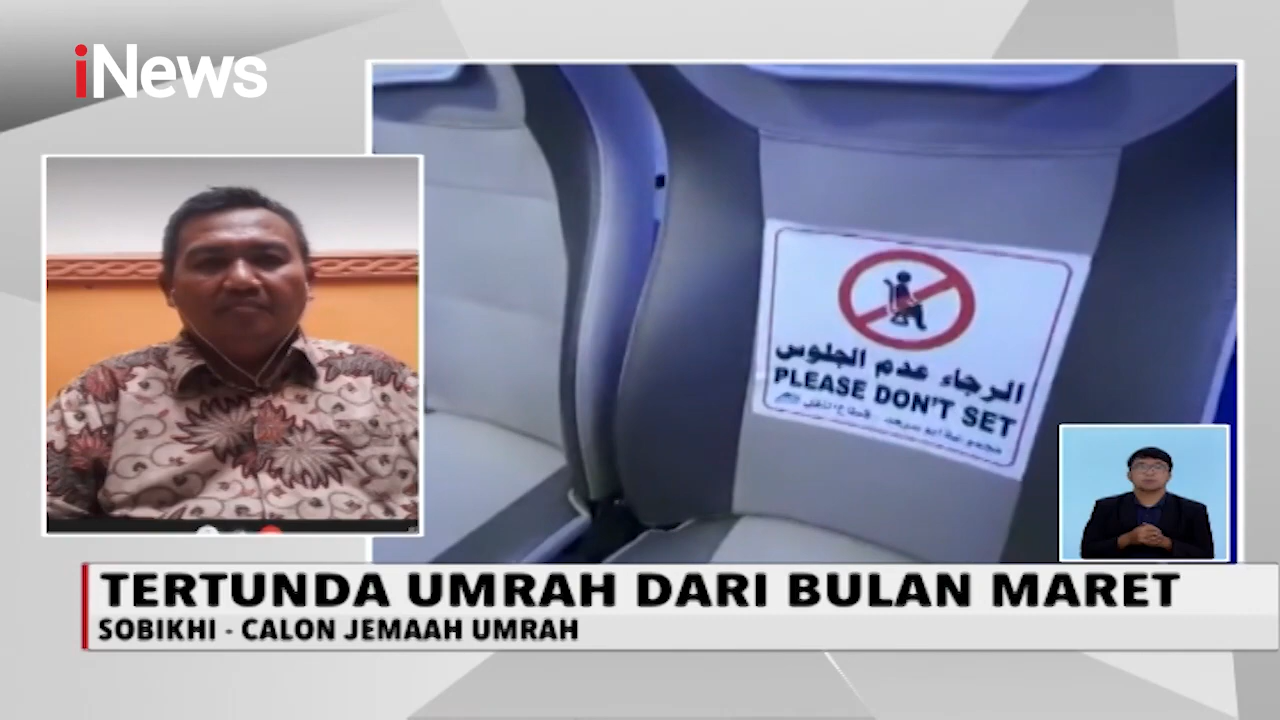 iNews
الرجاء عدم الجلوس
PLEASE DON'T SET
TERTUNDA UMRAH DARI BULAN MARET
SOBIKHI - CALON JEMAAH UMRAH